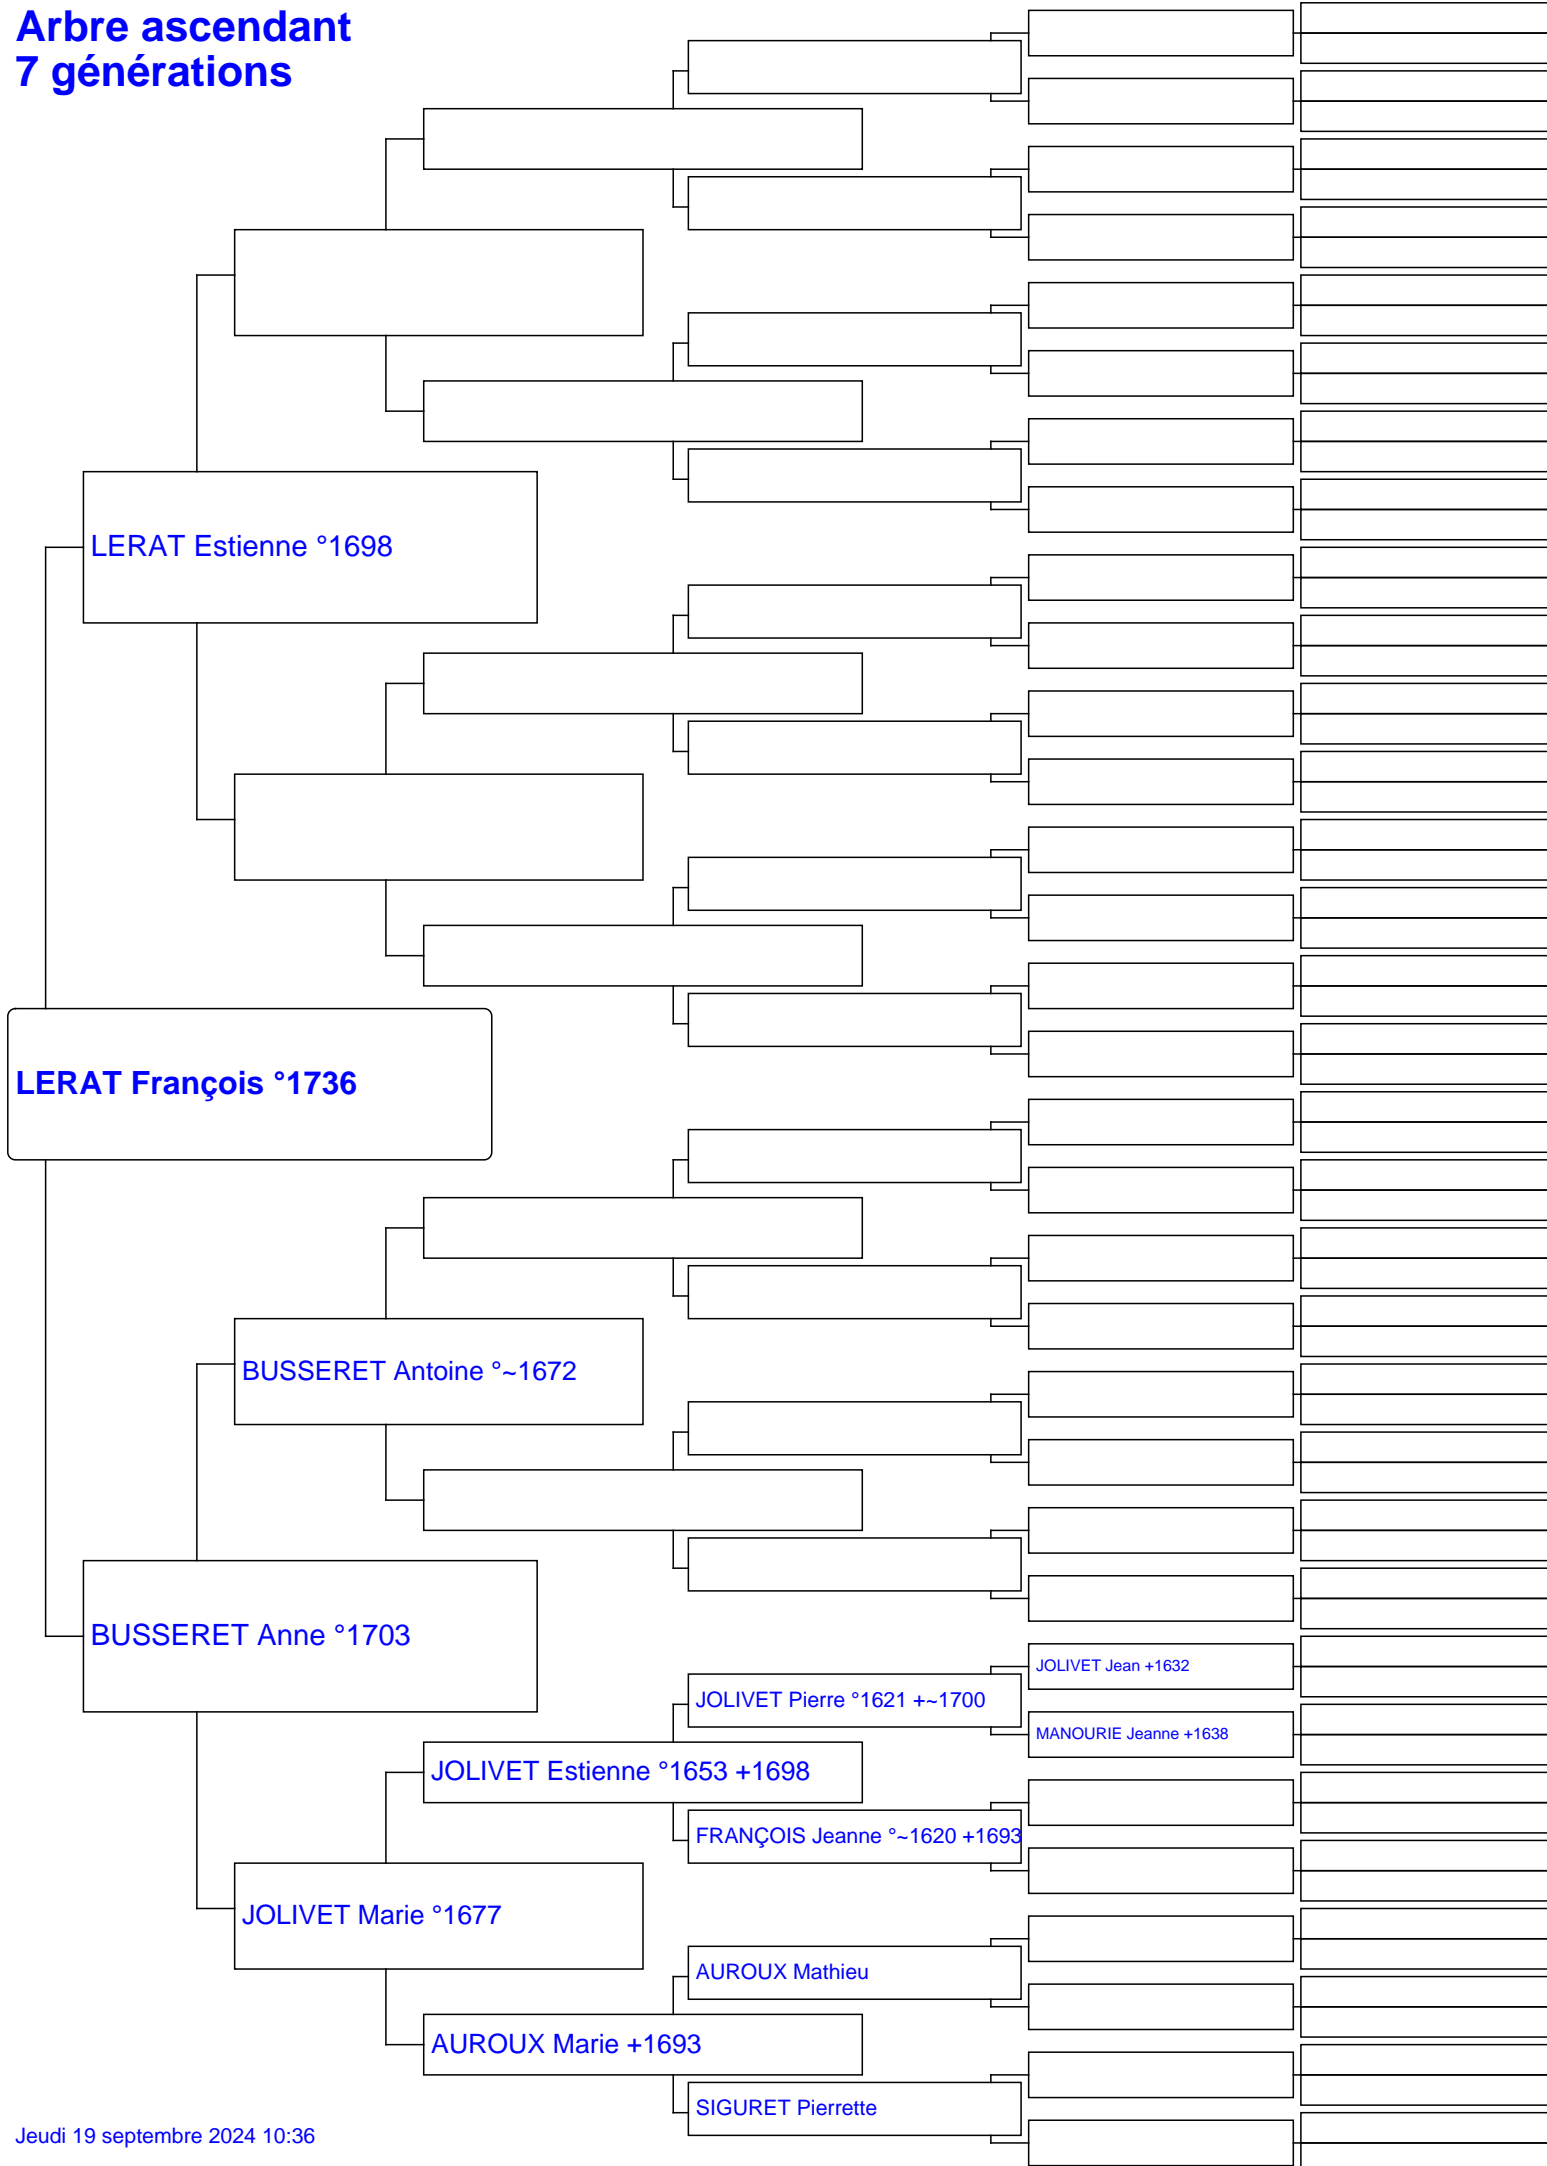 Arbre ascendant
7 générations
LERAT Estienne °1698
LERAT François °1736
BUSSERET Antoine °~1672
BUSSERET Anne °1703
JOLIVET Jean +1632
JOLIVET Pierre °1621 +~1700
MANOURIE Jeanne +1638
JOLIVET Estienne °1653 +1698
FRANÇOIS Jeanne °~1620 +1693
JOLIVET Marie °1677
AUROUX Mathieu
AUROUX Marie +1693
SIGURET Pierrette
Jeudi 19 septembre 2024 10:36